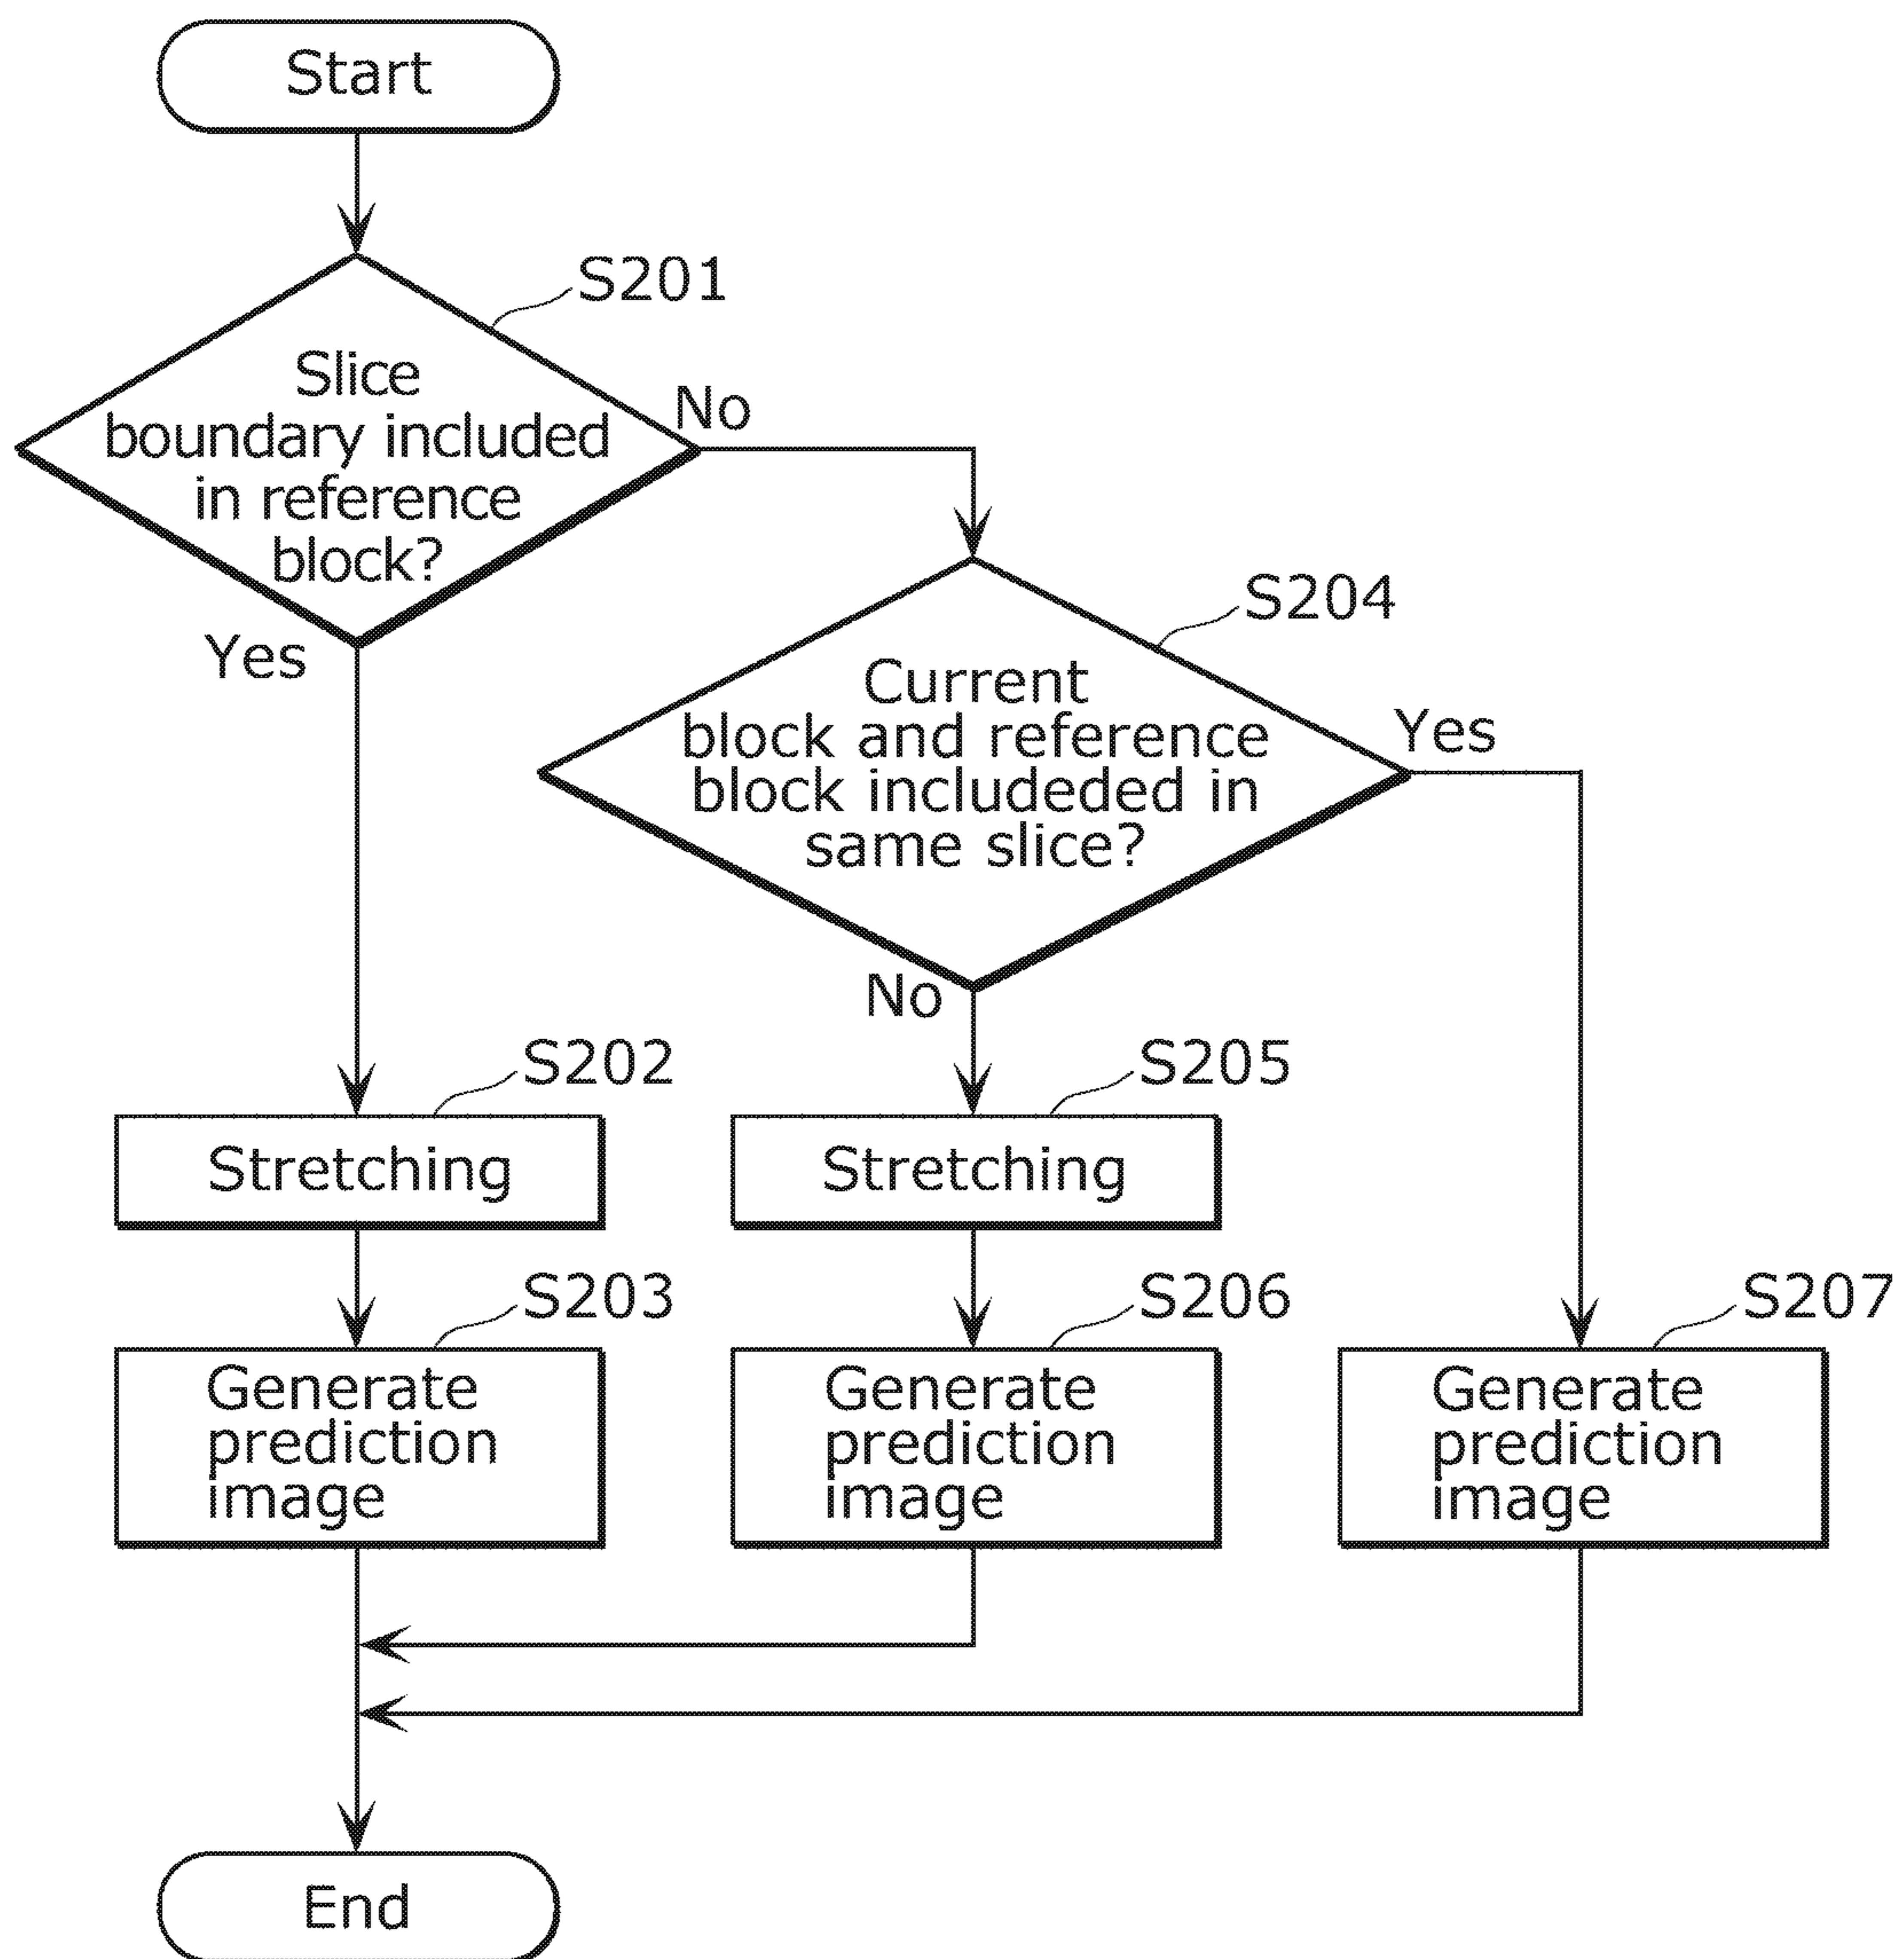 Start
S201
Slice
boundary included
in reference
block?
No
Yes
S204
Current
block and reference
block includeded in
same slice?
Yes
No
S202
Stretching
S205
Stretching
S203
Generate
prediction
image
S206
Generate
prediction
image
S207
Generate
prediction
image
End